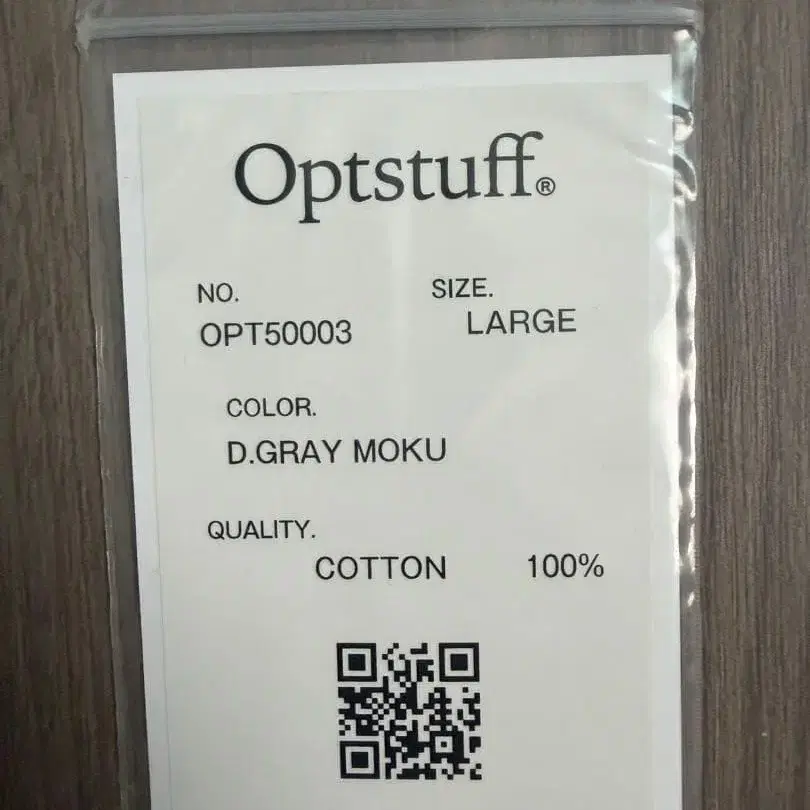 Optstuff®
NO.
OPT50003
SIZE.
LARGE
COLOR.
D.GRAY MOKU
QUALITY.
COTTON 100%